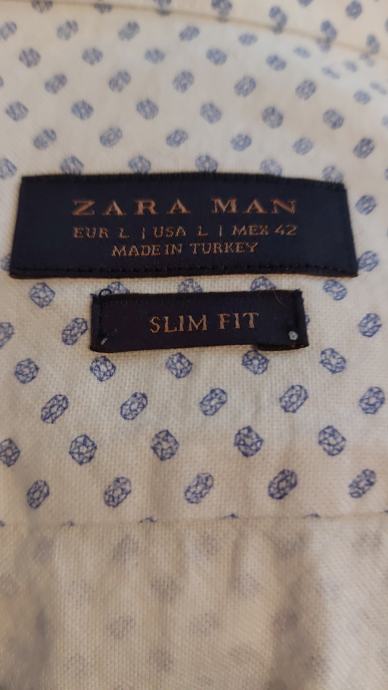 ZARA MAN
EUR L | USA L | MEX 42
MADE IN TURKEY
SLIM FIT